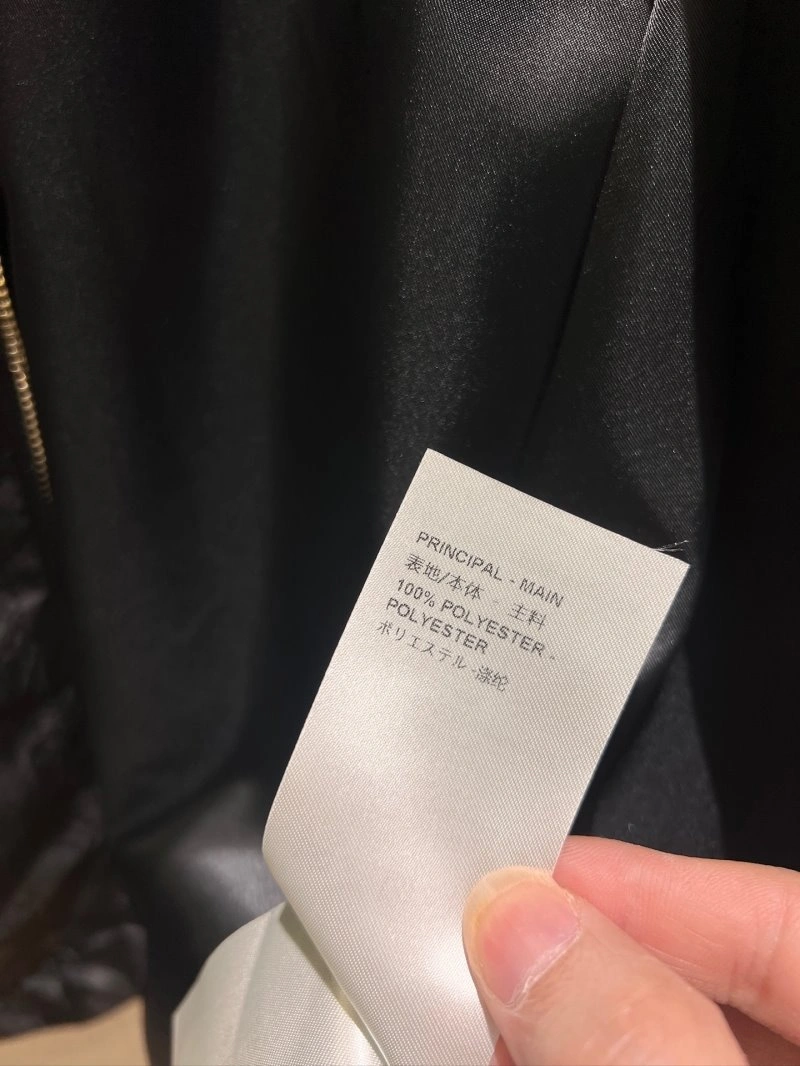 PRINCIPAL - MAIN
表地/本体 - 主料
100% POLYESTER -
POLYESTER
ポリエステル -涤纶